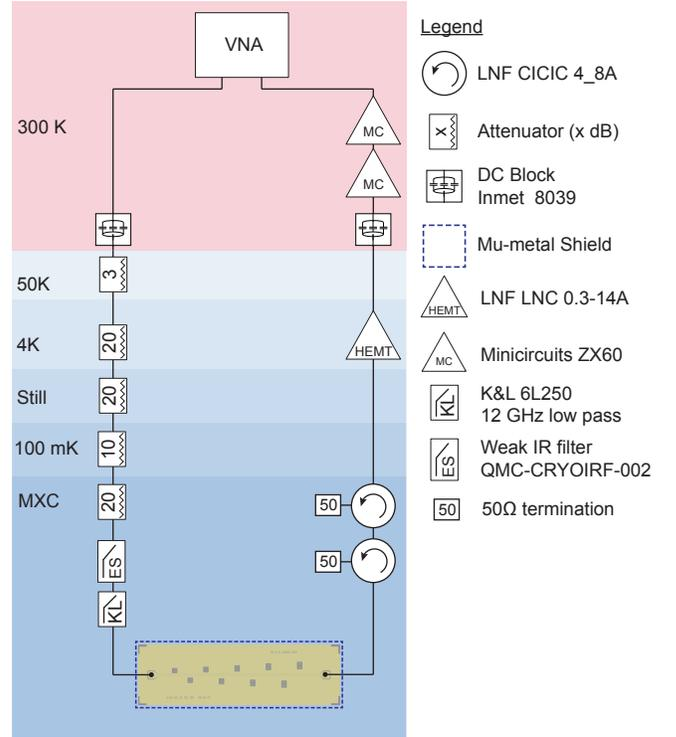 VNA
Legend
LNF CICIC 4_8A
MC
300 K
x
Attenuator (x dB)
MC
DC Block
Inmet 8039
Mu-metal Shield
3
50K
HEMT
LNF LNC 0.3-14A
20
4K
HEMT
MC
Minicircuits ZX60
20
Still
KL
K&L 6L250
12 GHz low pass
10
100 mK
ES
Weak IR filter
QMC-CRYOIRF-002
20
MXC
50
50
50Ω termination
ES
50
KL